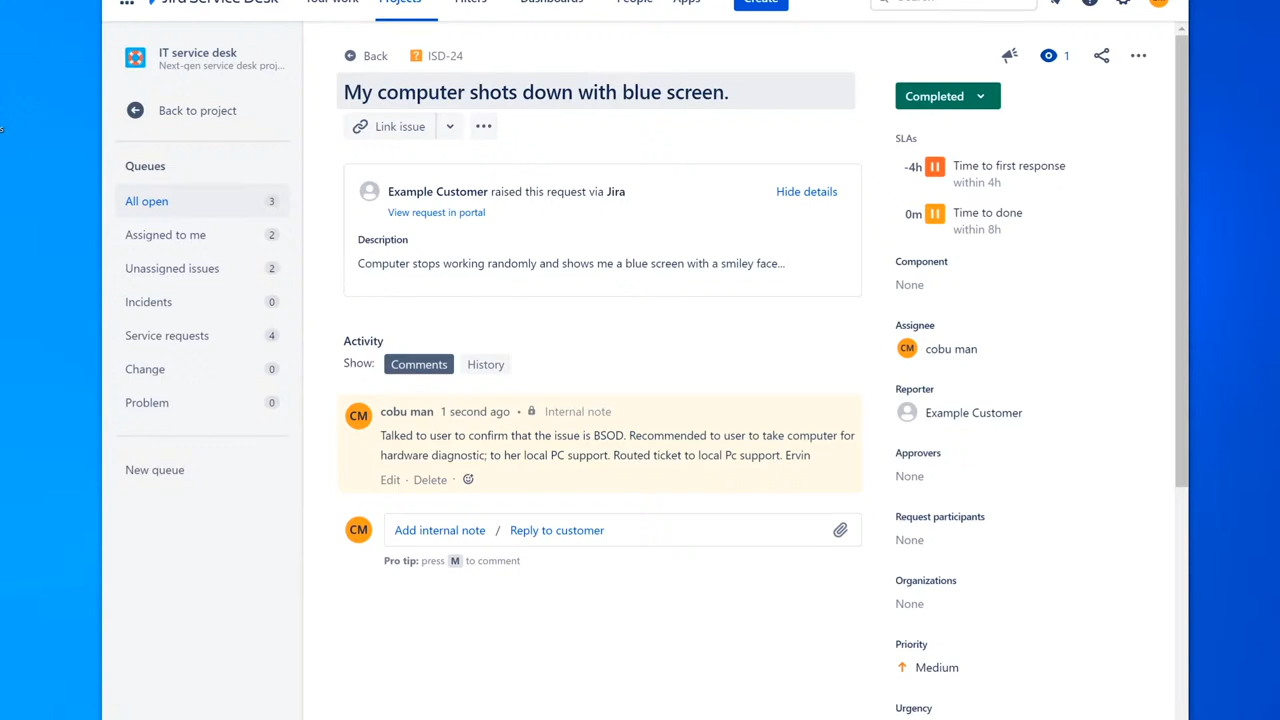 Jira Service Desk Your work Projects Filters Dashboards People Apps Create Search CM
IT service desk
Next-gen service desk proj...
Back to project
Queues
All open 3
Assigned to me 2
Unassigned issues 2
Incidents 0
Service requests 4
Change 0
Problem 0
New queue
Back ISD-24
My computer shots down with blue screen.
Link issue
Example Customer raised this request via Jira Hide details
View request in portal
Description
Computer stops working randomly and shows me a blue screen with a smiley face...
Activity
Show: Comments History
CM cobu man 1 second ago • Internal note
Talked to user to confirm that the issue is BSOD. Recommended to user to take computer for
hardware diagnostic; to her local PC support. Routed ticket to local Pc support. Ervin
Edit · Delete ·
CM Add internal note / Reply to customer
Pro tip: press M to comment
1
Completed
SLAs
-4h Time to first response
within 4h
0m Time to done
within 8h
Component
None
Assignee
CM cobu man
Reporter
Example Customer
Approvers
None
Request participants
None
Organizations
None
Priority
Medium
Urgency